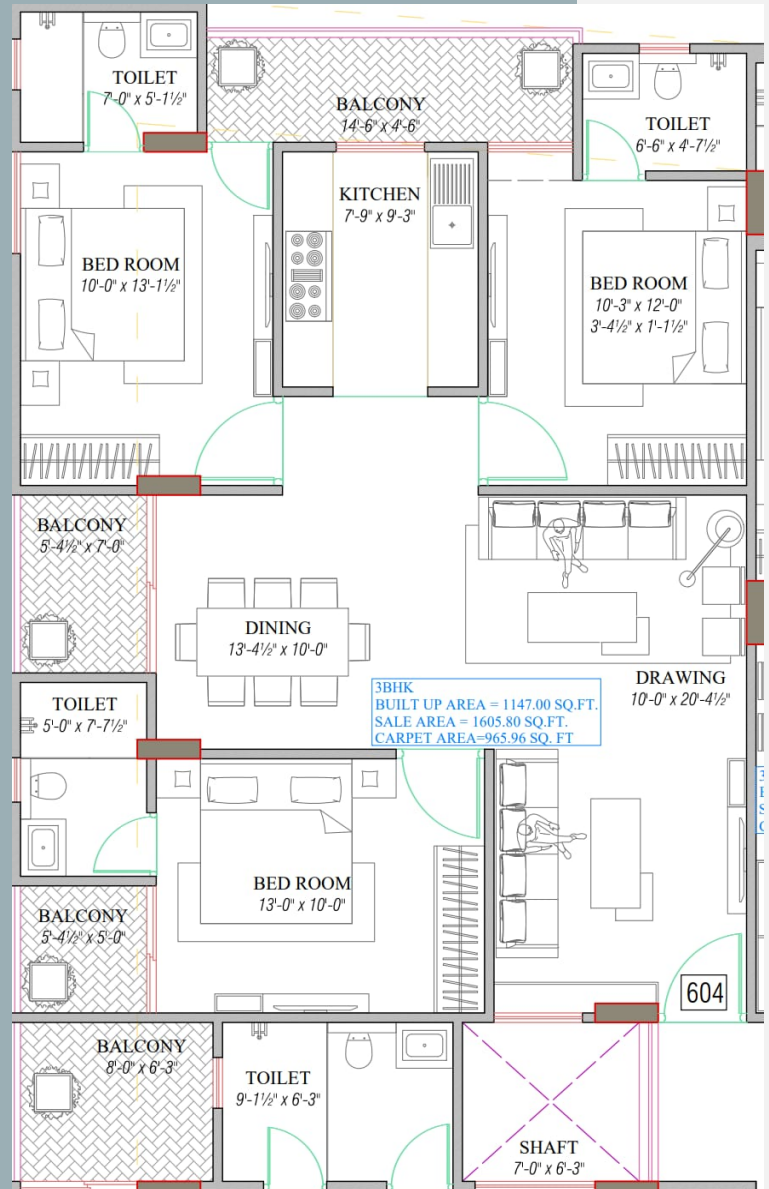 TOILET
7'-0" x 5'-1½"
BALCONY
14'-6" x 4'-6"
TOILET
6'-6" x 4'-7½"
KITCHEN
7'-9" x 9'-3"
BED ROOM
10'-0" x 13'-1½"
BED ROOM
10'-3" x 12'-0"
3'-4½" x 1'-1½"
BALCONY
5'-4½" x 7'-0"
DINING
13'-4½" x 10'-0"
DRAWING
10'-0" x 20'-4½"
3BHK
BUILT UP AREA = 1147.00 SQ.FT.
SALE AREA = 1605.80 SQ.FT.
CARPET AREA=965.96 SQ. FT
TOILET
5'-0" x 7'-7½"
BED ROOM
13'-0" x 10'-0"
BALCONY
5'-4½" x 5'-0"
604
BALCONY
8'-0" x 6'-3"
TOILET
9'-1½" x 6'-3"
SHAFT
7'-0" x 6'-3"